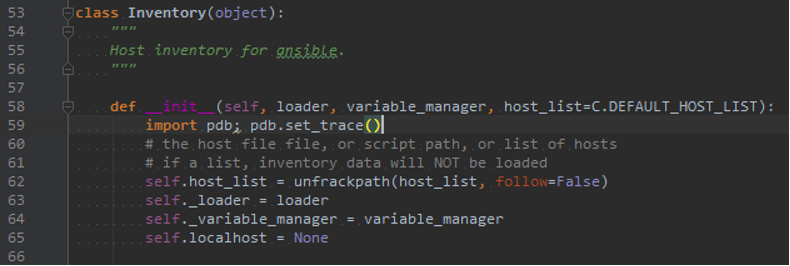 53 class Inventory(object):
54     """
55     Host inventory for ansible.
56     """
57
58     def __init__(self, loader, variable_manager, host_list=C.DEFAULT_HOST_LIST):
59         import pdb; pdb.set_trace()
60         # the host file file, or script path, or list of hosts
61         # if a list, inventory data will NOT be loaded
62         self.host_list = unfrackpath(host_list, follow=False)
63         self._loader = loader
64         self._variable_manager = variable_manager
65         self.localhost = None
66